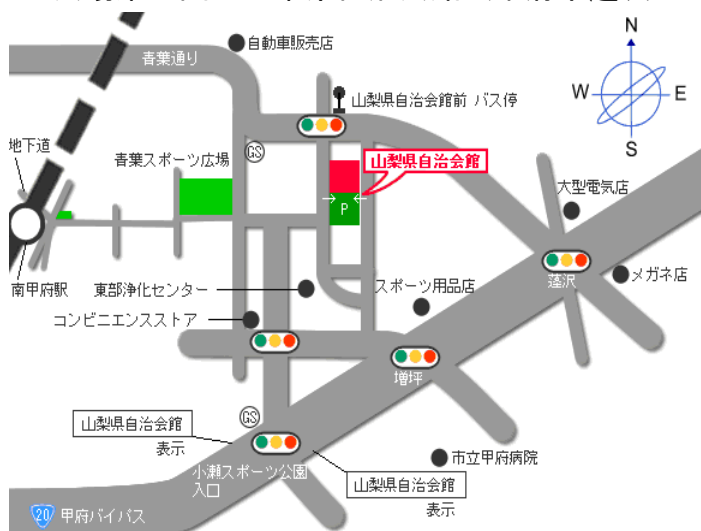 自動車販売店
青葉通り
N
W
E
S
山梨県自治会館前 バス停
地下道
青葉スポーツ広場
GS
山梨県自治会館
P
大型電気店
南甲府駅
東部浄化センター
スポーツ用品店
蓬沢
メガネ店
コンビニエンスストア
増坪
GS
山梨県自治会館
表示
小瀬スポーツ公園
入口
市立甲府病院
山梨県自治会館
表示
20 甲府バイパス